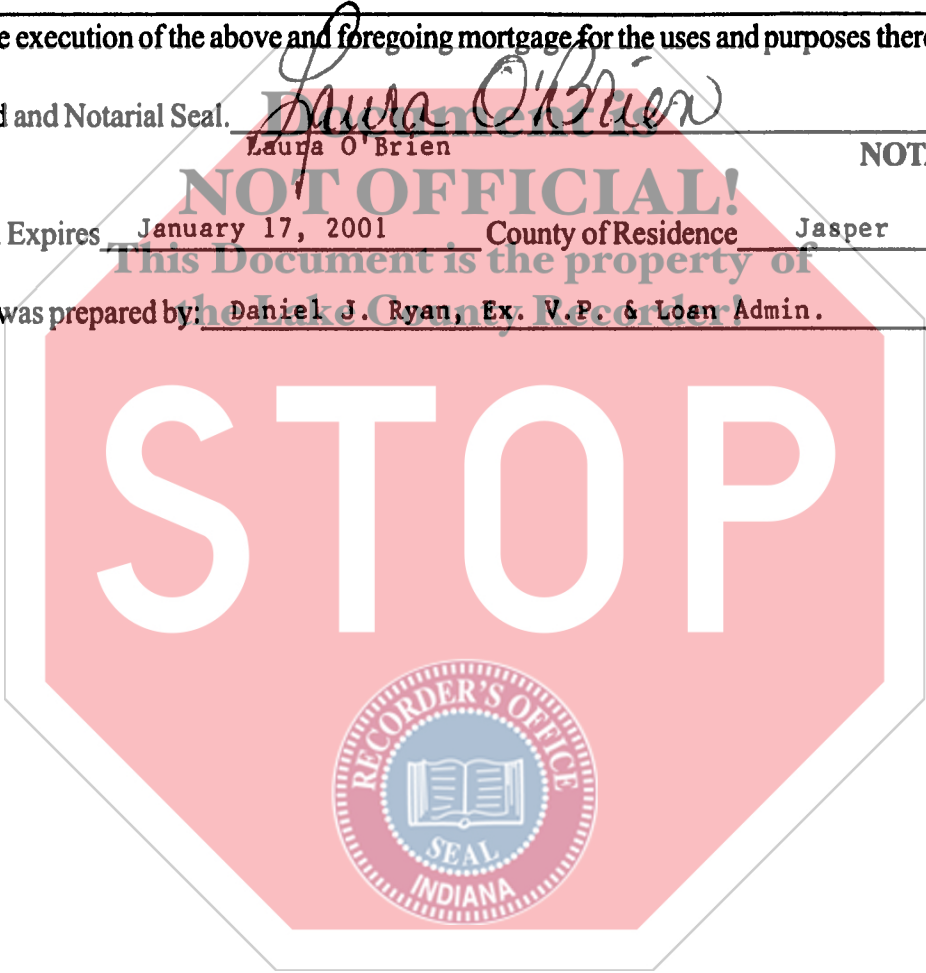 e execution of the above and foregoing mortgage for the uses and purposes there
d and Notarial Seal. Laura O'Brien
Document is
Laura O'Brien NOTA
NOT OFFICIAL!
Expires January 17, 2001 County of Residence Jasper
This Document is the property of
was prepared by: Daniel J. Ryan, Ex. V.P. & Loan Admin.
the Lake County Recorder!
STOP
RECORDER'S OFFICE
SEAL
INDIANA